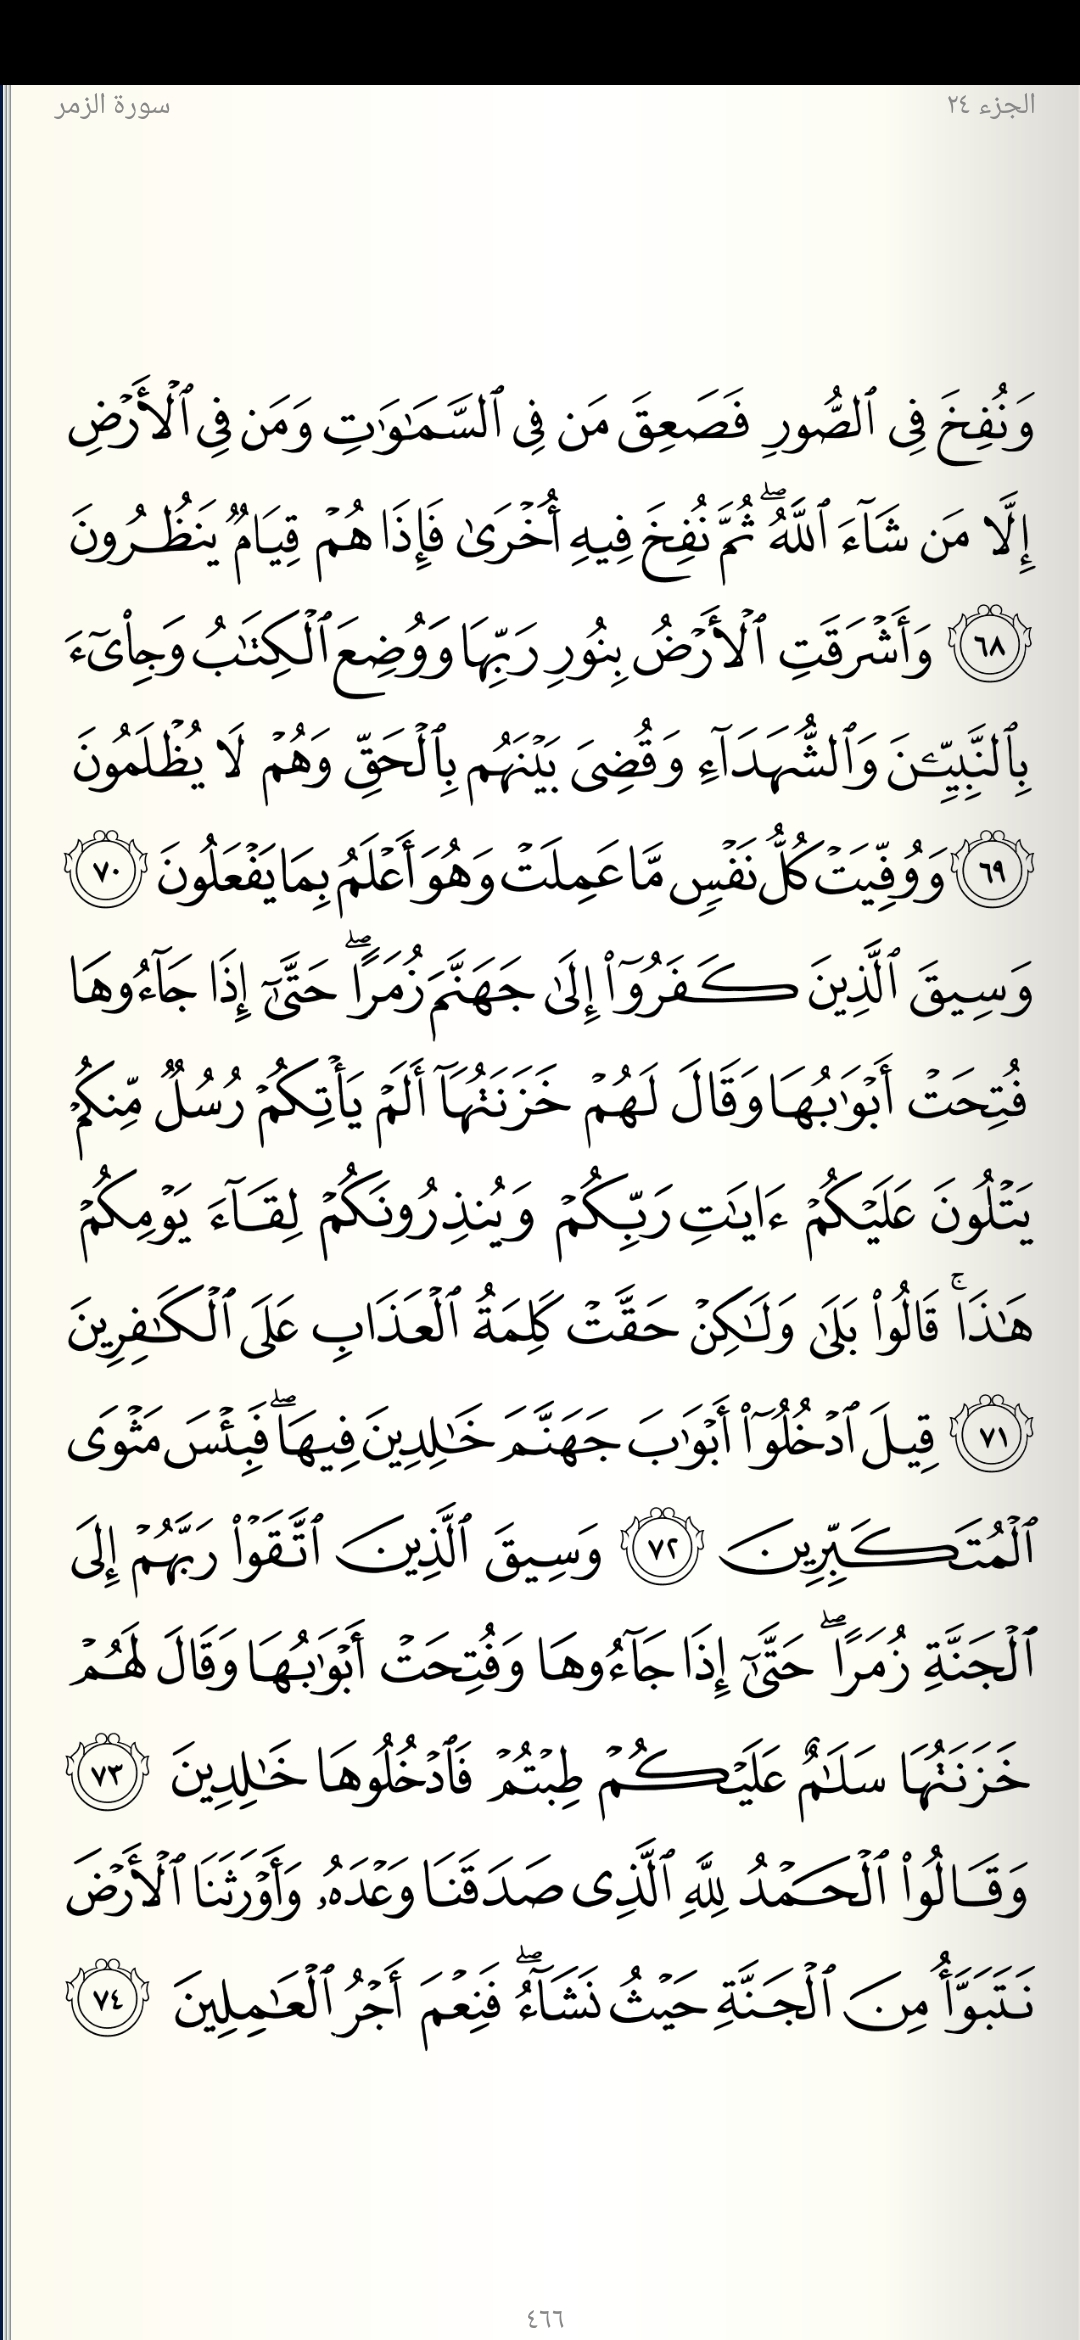 الجزء ٢٤
سورة الزمر
وَنُفِخَ فِى ٱلصُّورِ فَصَعِقَ مَن فِى ٱلسَّمَـٰوَٰتِ وَمَن فِى ٱلْأَرْضِ
إِلَّا مَن شَآءَ ٱللَّهُ ۖ ثُمَّ نُفِخَ فِيهِ أُخْرَىٰ فَإِذَا هُمْ قِيَامٌ يَنظُرُونَ
٦٨ وَأَشْرَقَتِ ٱلْأَرْضُ بِنُورِ رَبِّهَا وَوُضِعَ ٱلْكِتَـٰبُ وَجِا۟ىٓءَ
بِٱلنَّبِيِّـۧنَ وَٱلشُّهَدَآءِ وَقُضِىَ بَيْنَهُم بِٱلْحَقِّ وَهُمْ لَا يُظْلَمُونَ
٦٩ وَوُفِّيَتْ كُلُّ نَفْسٍ مَّا عَمِلَتْ وَهُوَ أَعْلَمُ بِمَا يَفْعَلُونَ ٧٠
وَسِيقَ ٱلَّذِينَ كَفَرُوٓا۟ إِلَىٰ جَهَنَّمَ زُمَرًا ۖ حَتَّىٰٓ إِذَا جَآءُوهَا
فُتِحَتْ أَبْوَٰبُهَا وَقَالَ لَهُمْ خَزَنَتُهَآ أَلَمْ يَأْتِكُمْ رُسُلٌ مِّنكُمْ
يَتْلُونَ عَلَيْكُمْ ءَايَـٰتِ رَبِّكُمْ وَيُنذِرُونَكُمْ لِقَآءَ يَوْمِكُمْ
هَـٰذَا ۚ قَالُوا۟ بَلَىٰ وَلَـٰكِنْ حَقَّتْ كَلِمَةُ ٱلْعَذَابِ عَلَى ٱلْكَـٰفِرِينَ
٧١ قِيلَ ٱدْخُلُوٓا۟ أَبْوَٰبَ جَهَنَّمَ خَـٰلِدِينَ فِيهَا ۖ فَبِئْسَ مَثْوَى
ٱلْمُتَكَبِّرِينَ ٧٢ وَسِيقَ ٱلَّذِينَ ٱتَّقَوْا۟ رَبَّهُمْ إِلَى
ٱلْجَنَّةِ زُمَرًا ۖ حَتَّىٰٓ إِذَا جَآءُوهَا وَفُتِحَتْ أَبْوَٰبُهَا وَقَالَ لَهُمْ
خَزَنَتُهَا سَلَـٰمٌ عَلَيْكُمْ طِبْتُمْ فَٱدْخُلُوهَا خَـٰلِدِينَ ٧٣
وَقَالُوا۟ ٱلْحَمْدُ لِلَّهِ ٱلَّذِى صَدَقَنَا وَعْدَهُۥ وَأَوْرَثَنَا ٱلْأَرْضَ
نَتَبَوَّأُ مِنَ ٱلْجَنَّةِ حَيْثُ نَشَآءُ ۖ فَنِعْمَ أَجْرُ ٱلْعَـٰمِلِينَ ٧٤
٤٦٦